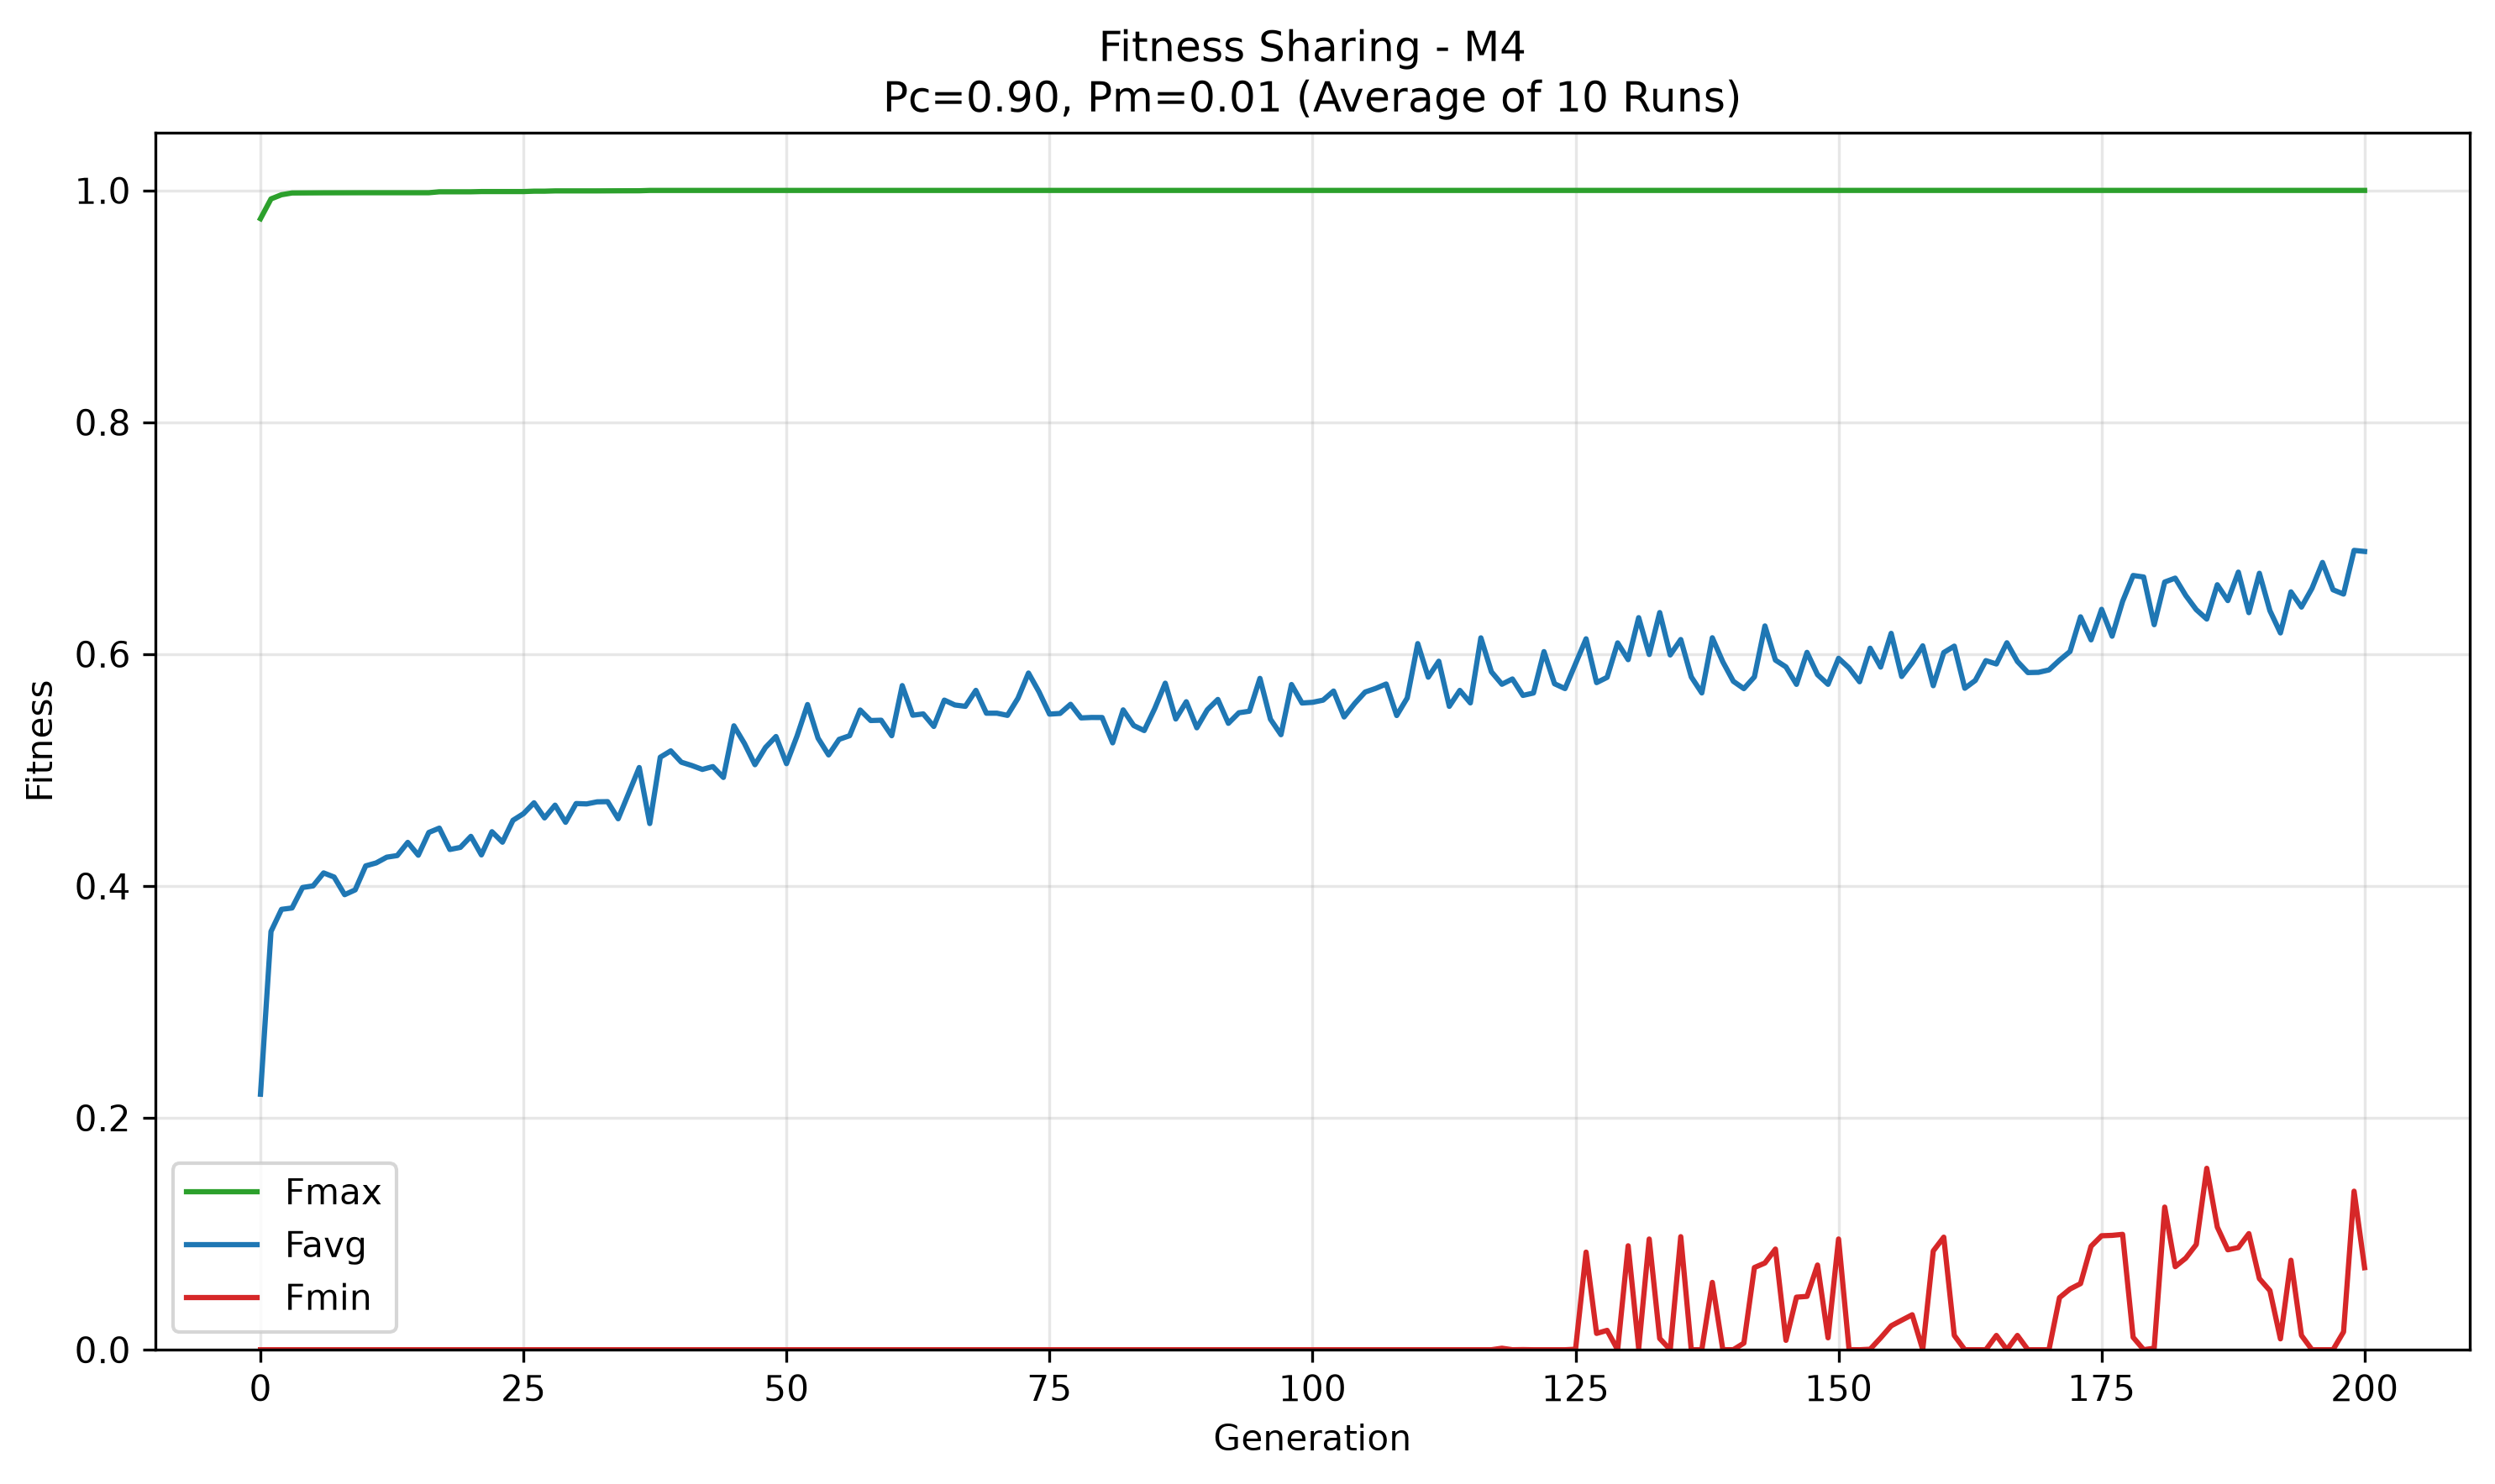 Fitness Sharing - M4
Pc=0.90, Pm=0.01 (Average of 10 Runs)
Fitness
1.0
0.8
0.6
0.4
0.2
0.0
Fmax
Favg
Fmin
0 25 50 75 100 125 150 175 200
Generation